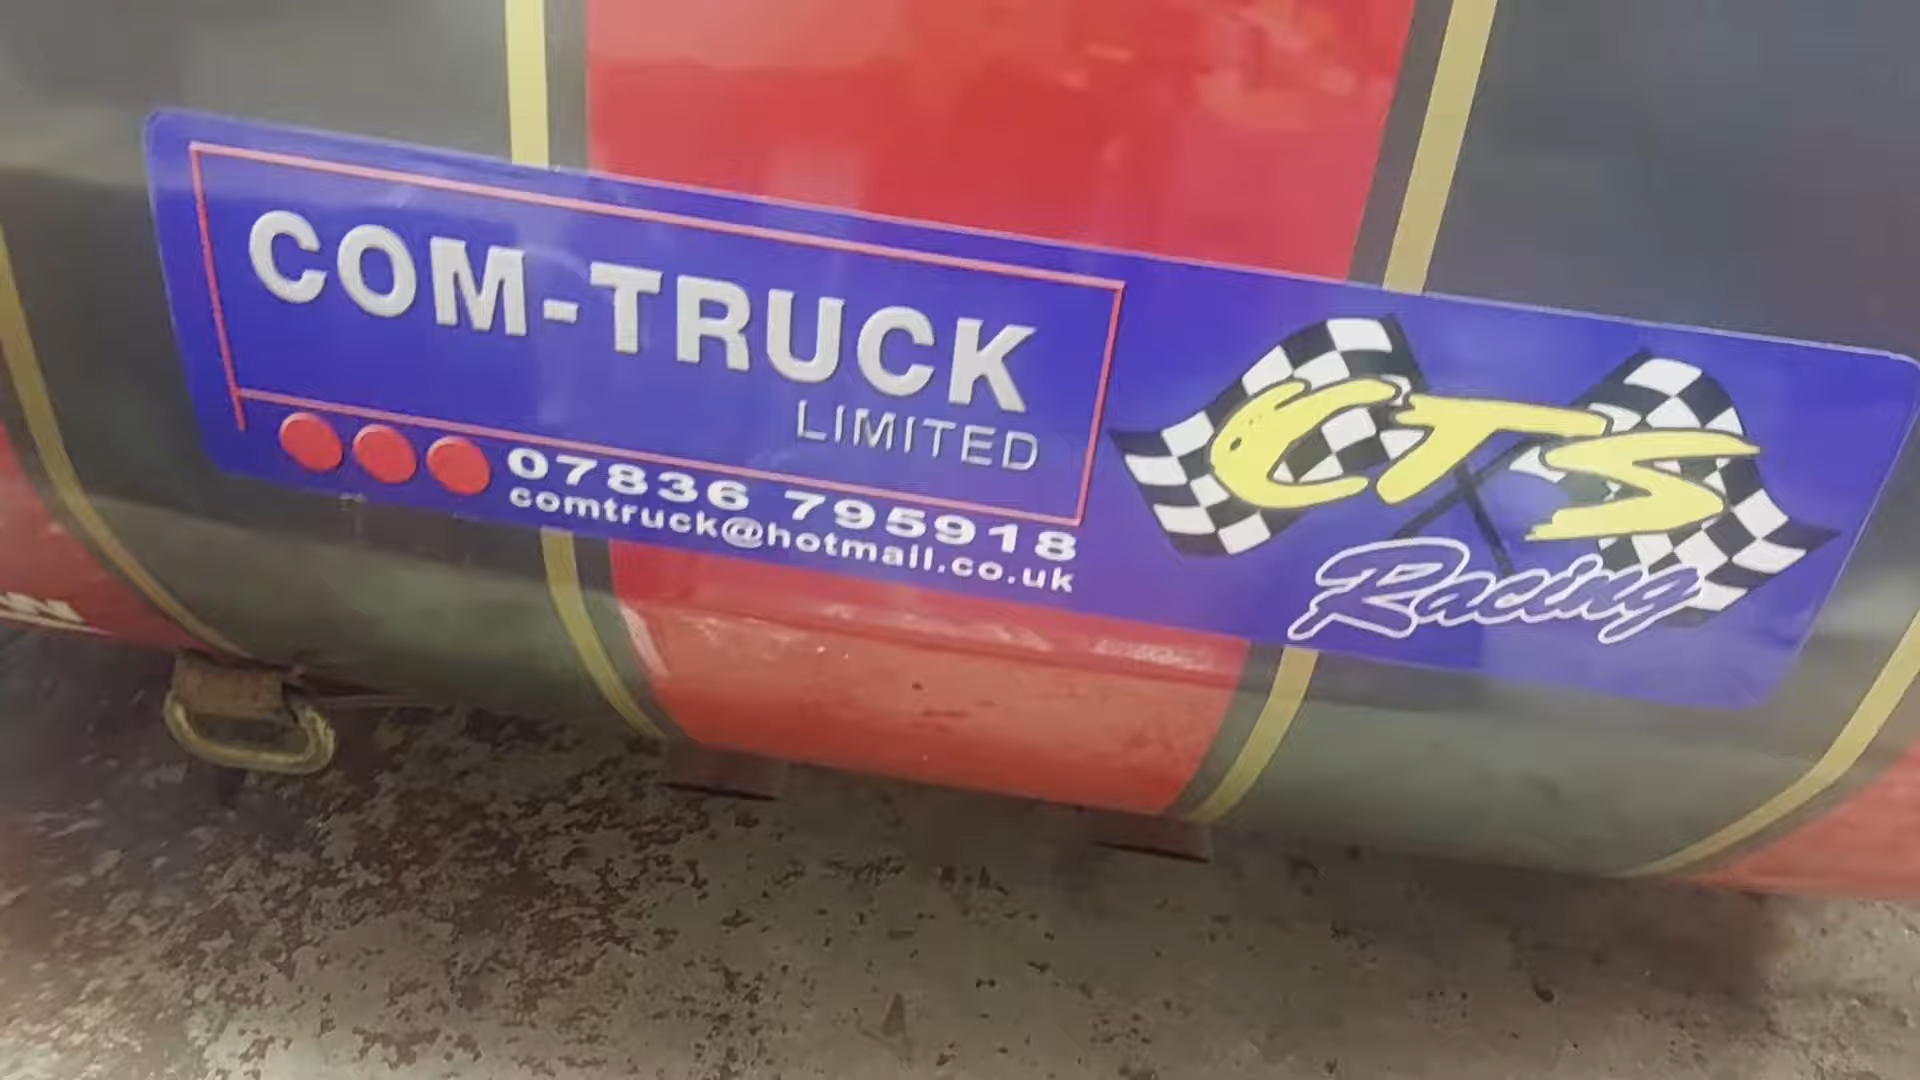 COM-TRUCK
LIMITED
07836 795918
comtruck@hotmail.co.uk
CTS
Racing